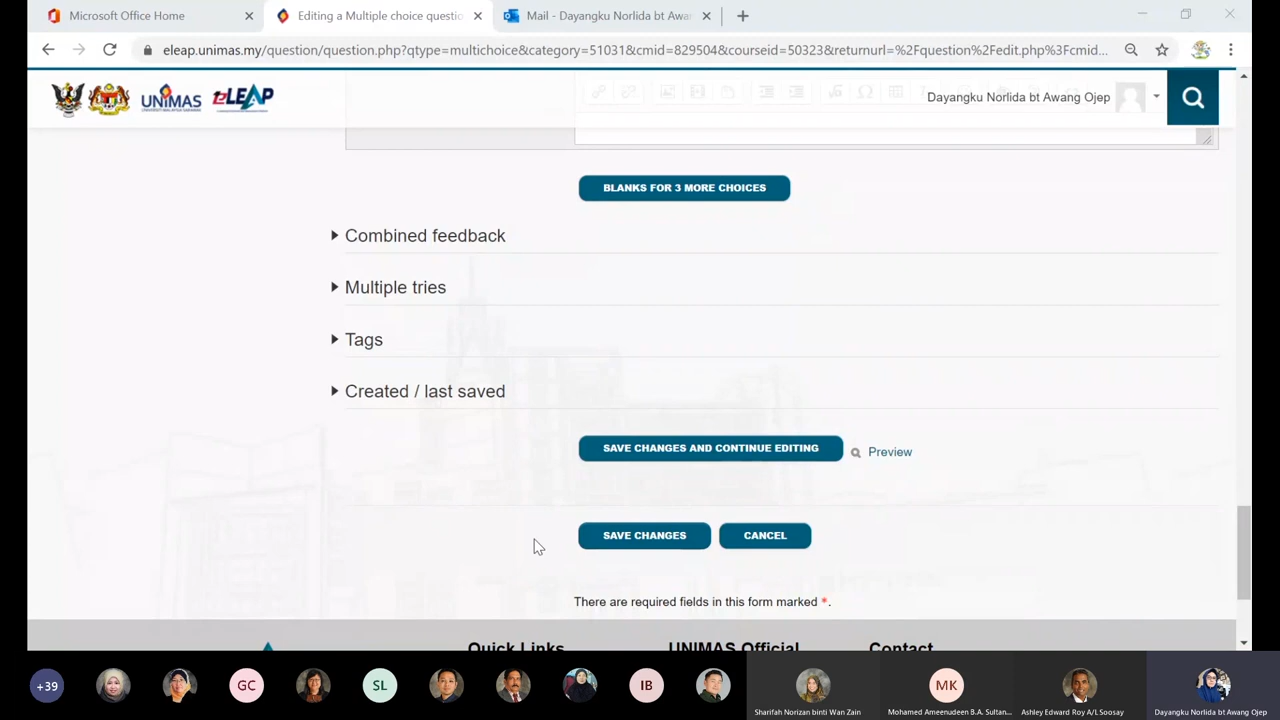 Microsoft Office Home
Editing a Multiple choice questio
Mail - Dayangku Norlida bt Awan
eleap.unimas.my/question/question.php?qtype=multichoice&category=51031&cmid=829504&courseid=50323&returnurl=%2Fquestion%2Fedit.php%3Fcmid...
UNIMAS
eLEAP
Dayangku Norlida bt Awang Ojep
BLANKS FOR 3 MORE CHOICES
Combined feedback
Multiple tries
Tags
Created / last saved
SAVE CHANGES AND CONTINUE EDITING
Preview
SAVE CHANGES
CANCEL
There are required fields in this form marked *.
Quick Links
UNIMAS Official
Contact
+39
GC
SL
IB
MK
Sharifah Norizan binti Wan Zain
Mohamed Ameenudeen B.A. Sultan...
Ashley Edward Roy A/L Soosay
Dayangku Norlida bt Awang Ojep